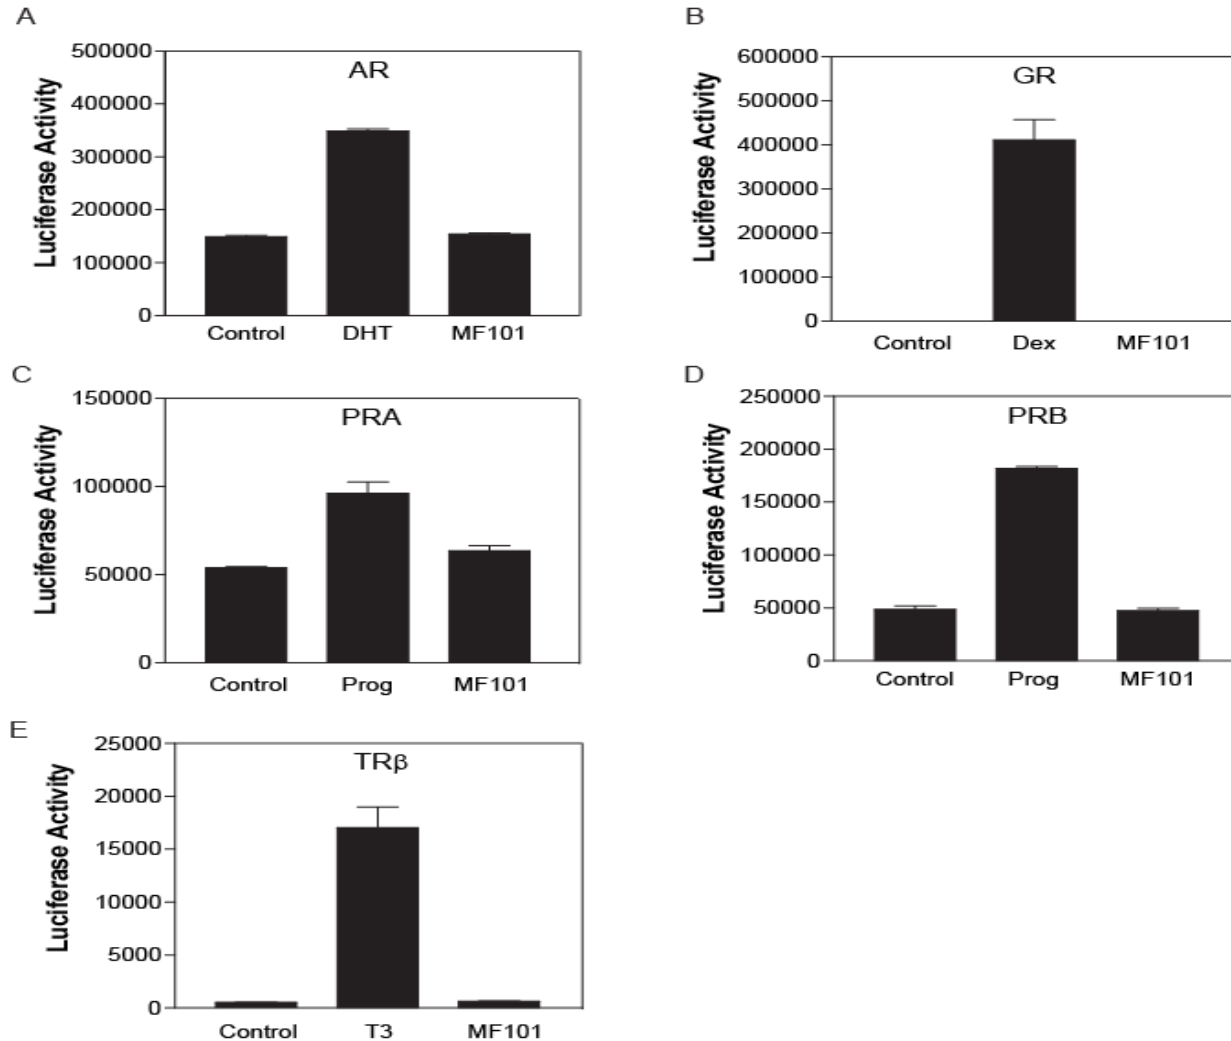 A
AR
Luciferase Activity
500000
400000
300000
200000
100000
0
Control DHT MF101
B
GR
Luciferase Activity
600000
500000
400000
300000
200000
100000
0
Control Dex MF101
C
PRA
Luciferase Activity
150000
100000
50000
0
Control Prog MF101
D
PRB
Luciferase Activity
250000
200000
150000
100000
50000
0
Control Prog MF101
E
TRβ
Luciferase Activity
25000
20000
15000
10000
5000
0
Control T3 MF101